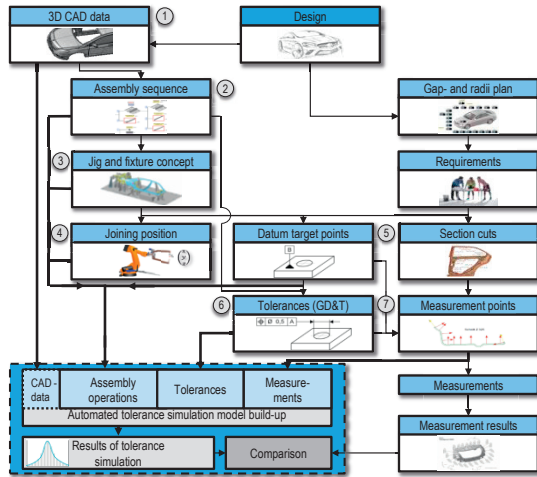 3D CAD data
1
Design
Assembly sequence
2
Gap- and radii plan
3
Jig and fixture concept
Requirements
4
Joining position
Datum target points
5
Section cuts
B
6
Tolerances (GD&T)
7
Measurement points
Ø 0,5 A
CAD -
data
Assembly
operations
Tolerances
Measure-
ments
Automated tolerance simulation model build-up
Measurements
Results of tolerance
simulation
Comparison
Measurement results